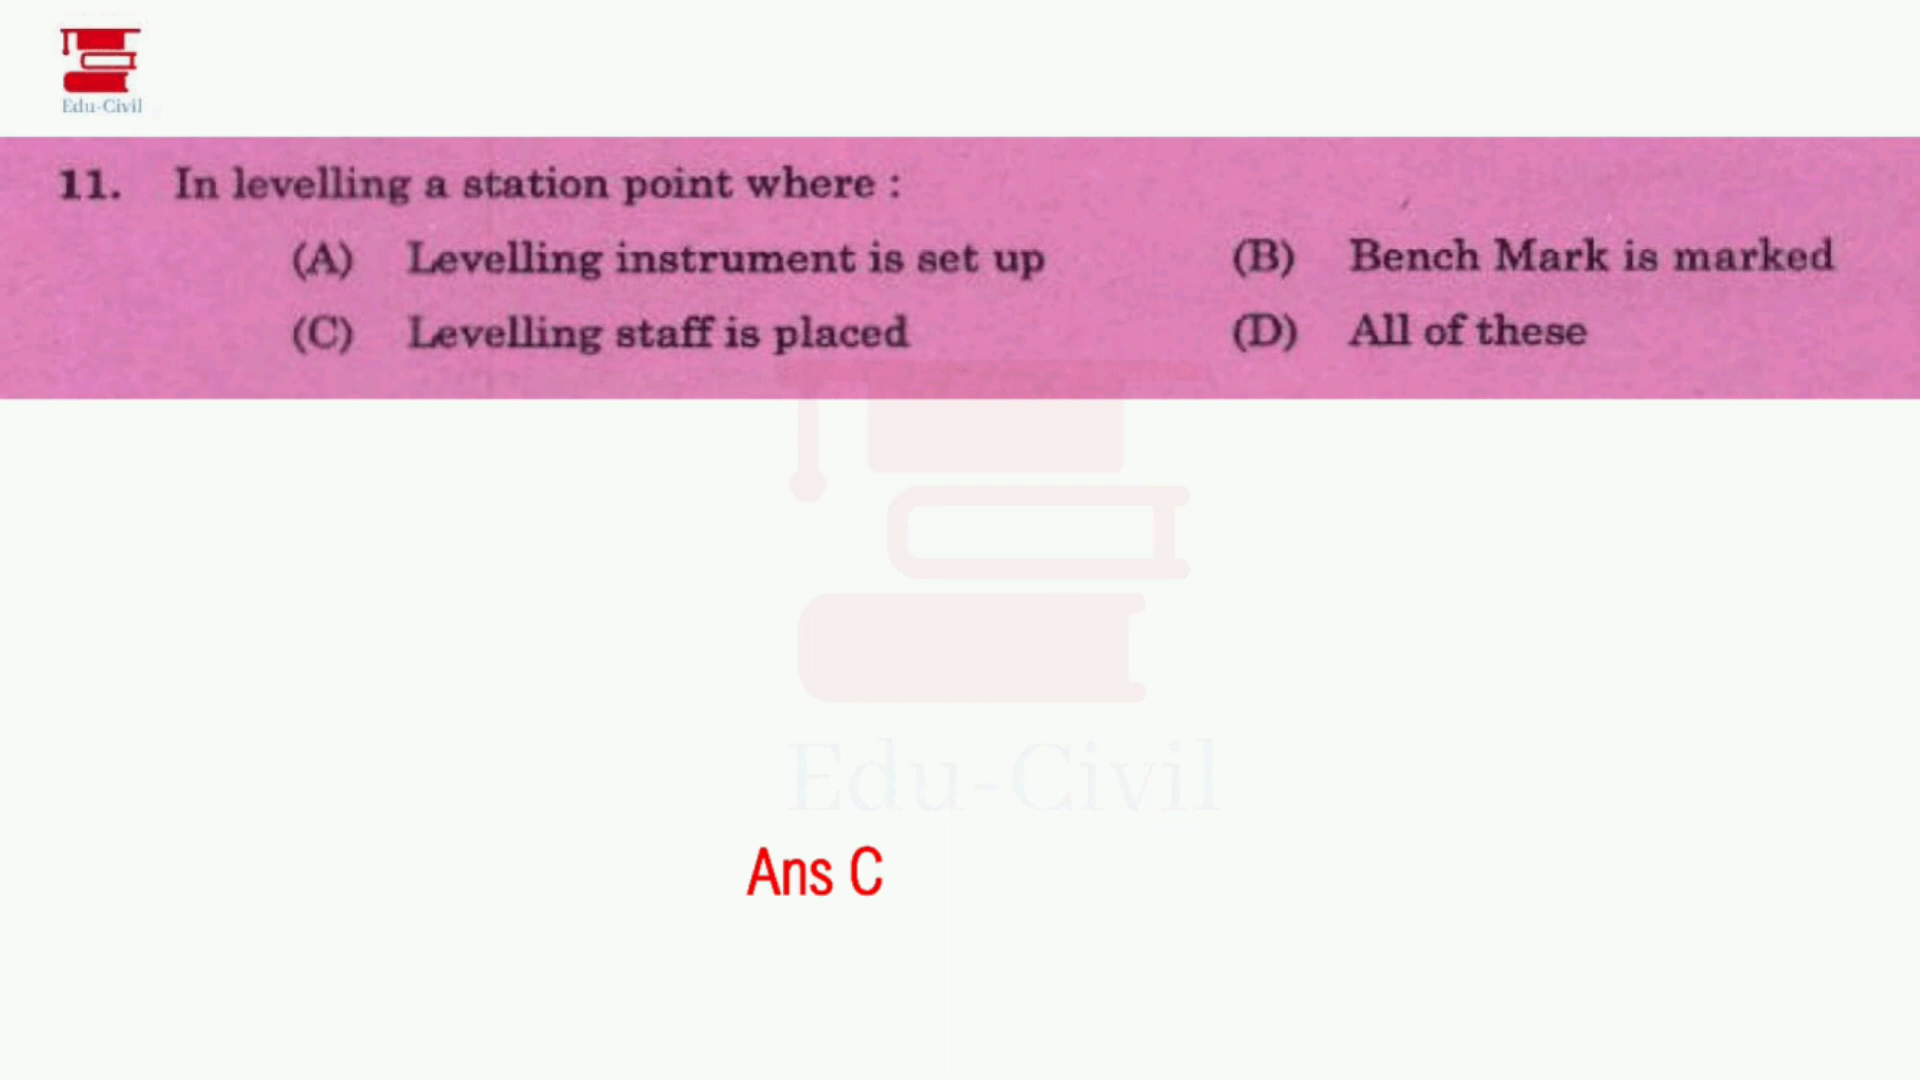 Edu-Civil
11. In levelling a station point where :
(A) Levelling instrument is set up (B) Bench Mark is marked
(C) Levelling staff is placed (D) All of these
Edu-Civil
Ans C